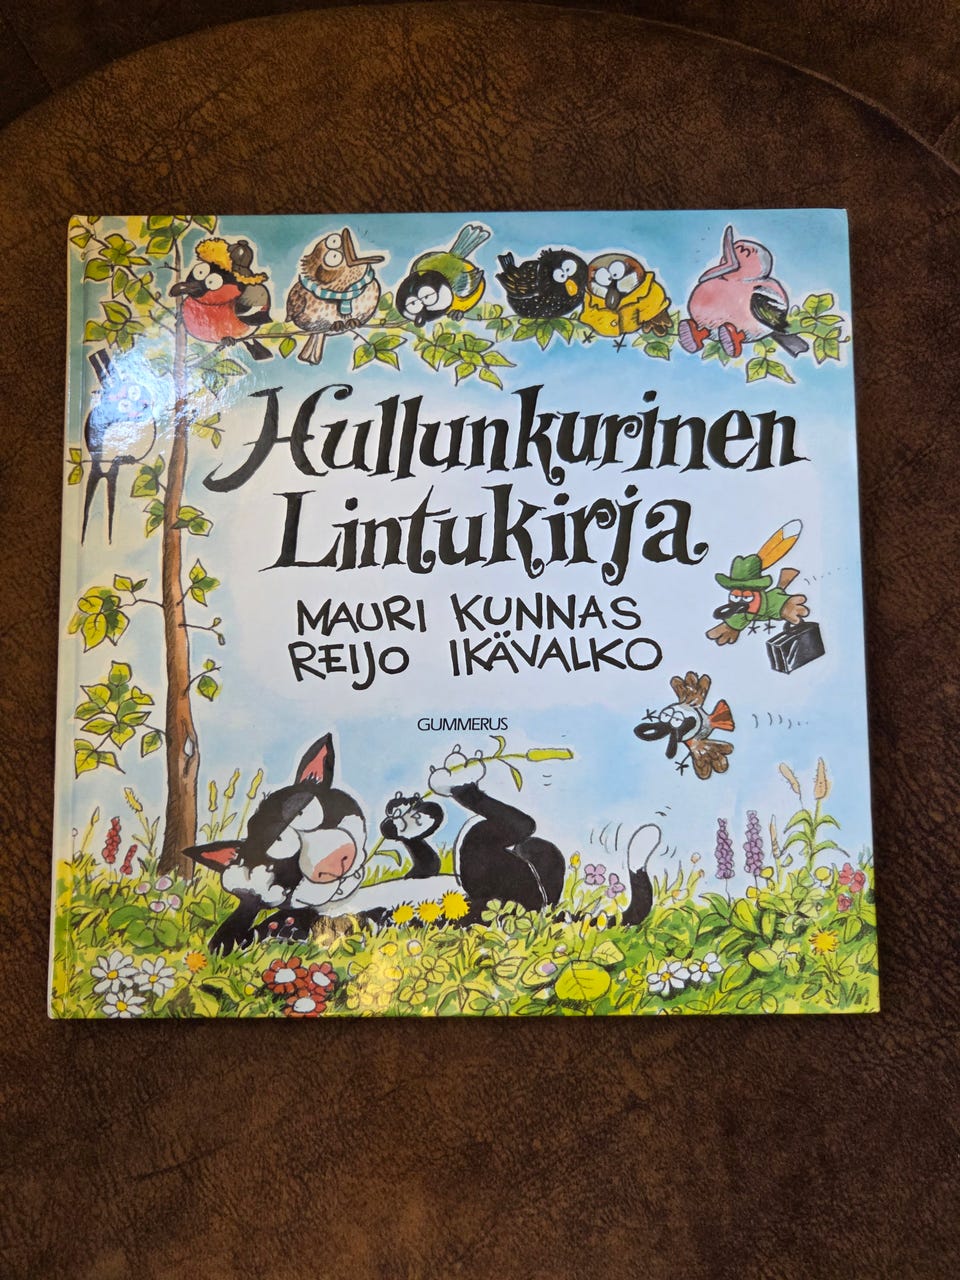 Hullunkurinen
Lintukirja
MAURI KUNNAS
REIJO IKÄVALKO
GUMMERUS